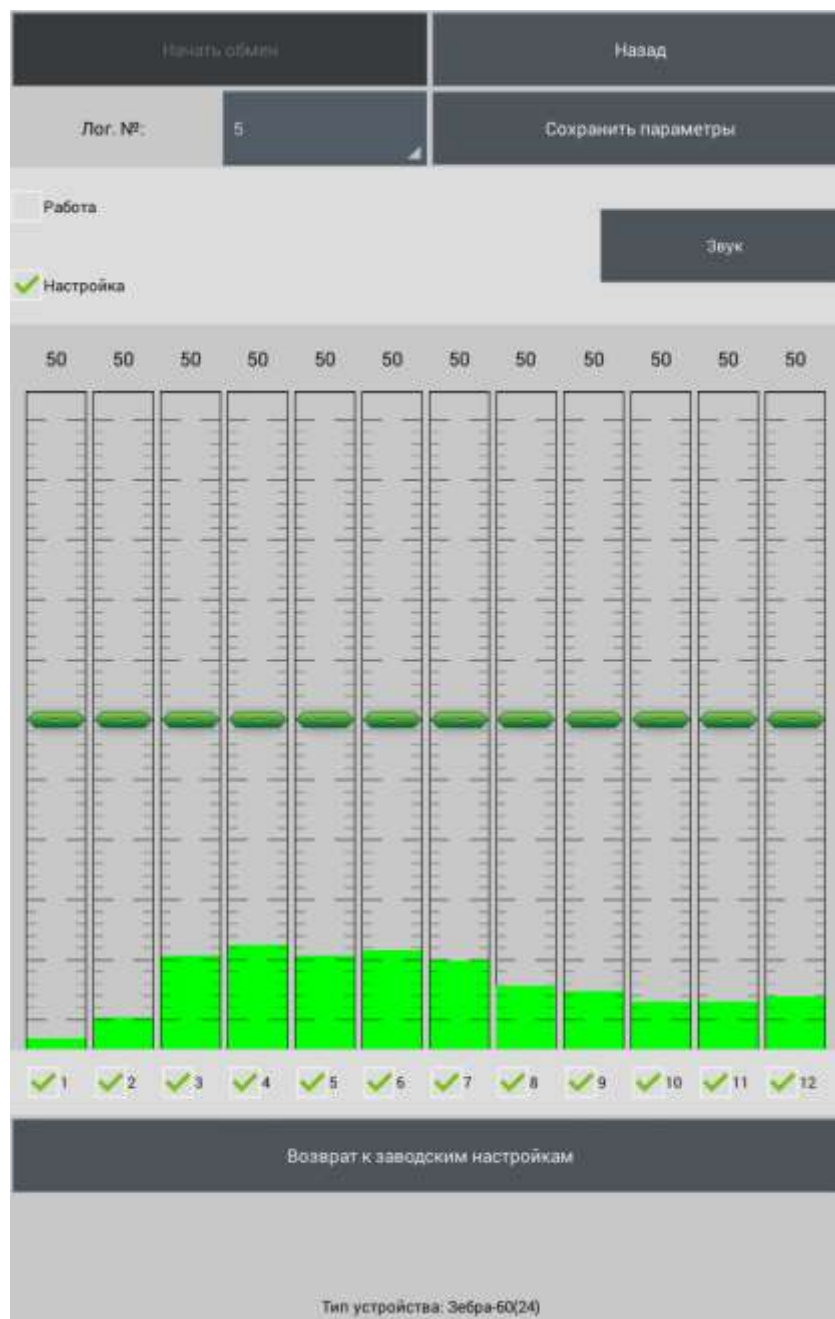 Начать обмен
Назад
Лог. №:
5
Сохранить параметры
Работа
Звук
Настройка
50 50 50 50 50 50 50 50 50 50 50 50
1 2 3 4 5 6 7 8 9 10 11 12
Возврат к заводским настройкам
Тип устройства: Зебра-60(24)